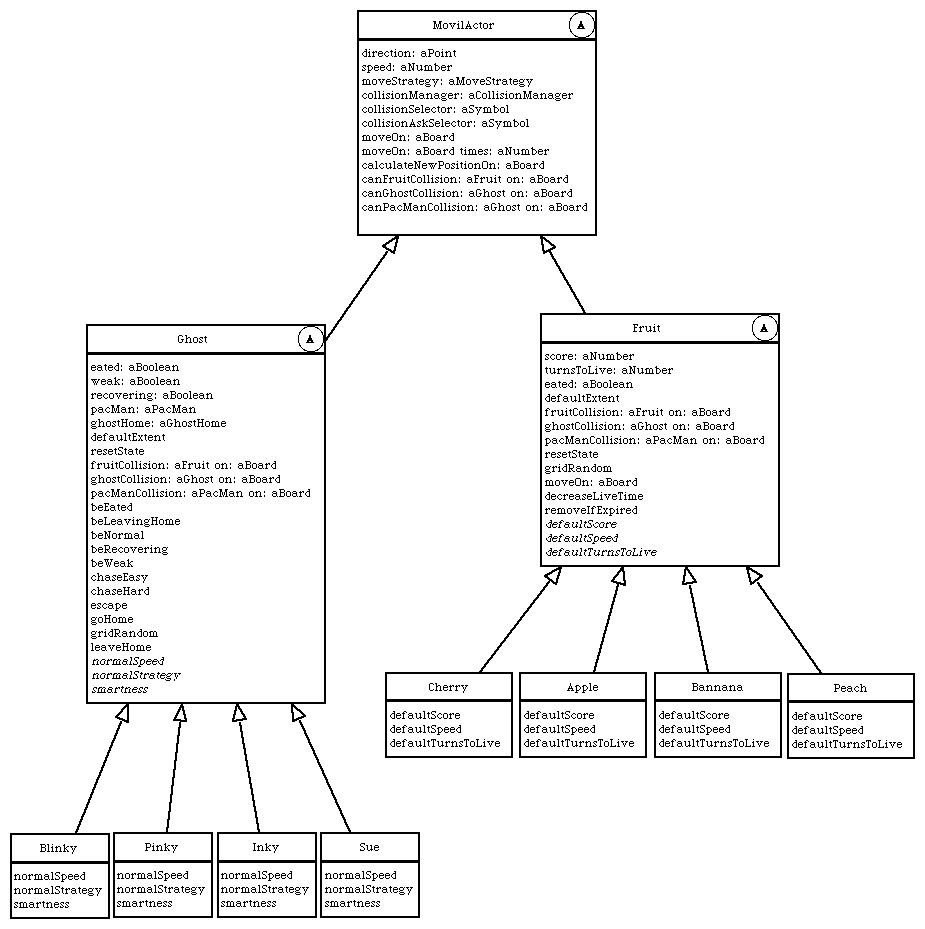 MovilActor A
direction: aPoint
speed: aNumber
moveStrategy: aMoveStrategy
collisionManager: aCollisionManager
collisionSelector: aSymbol
collisionAskSelector: aSymbol
moveOn: aBoard
moveOn: aBoard times: aNumber
calculateNewPositionOn: aBoard
canFruitCollision: aFruit on: aBoard
canGhostCollision: aGhost on: aBoard
canPacManCollision: aGhost on: aBoard
Ghost A
eated: aBoolean
weak: aBoolean
recovering: aBoolean
pacMan: aPacMan
ghostHome: aGhostHome
defaultExtent
resetState
fruitCollision: aFruit on: aBoard
ghostCollision: aGhost on: aBoard
pacManCollision: aPacMan on: aBoard
beEated
beLeavingHome
beNormal
beRecovering
beWeak
chaseEasy
chaseHard
escape
goHome
gridRandom
leaveHome
normalSpeed
normalStrategy
smartness
Fruit A
score: aNumber
turnsToLive: aNumber
eated: aBoolean
defaultExtent
fruitCollision: aFruit on: aBoard
ghostCollision: aGhost on: aBoard
pacManCollision: aPacMan on: aBoard
resetState
gridRandom
moveOn: aBoard
decreaseLiveTime
removeIfExpired
defaultScore
defaultSpeed
defaultTurnsToLive
Cherry
defaultScore
defaultSpeed
defaultTurnsToLive
Apple
defaultScore
defaultSpeed
defaultTurnsToLive
Bannana
defaultScore
defaultSpeed
defaultTurnsToLive
Peach
defaultScore
defaultSpeed
defaultTurnsToLive
Blinky
normalSpeed
normalStrategy
smartness
Pinky
normalSpeed
normalStrategy
smartness
Inky
normalSpeed
normalStrategy
smartness
Sue
normalSpeed
normalStrategy
smartness